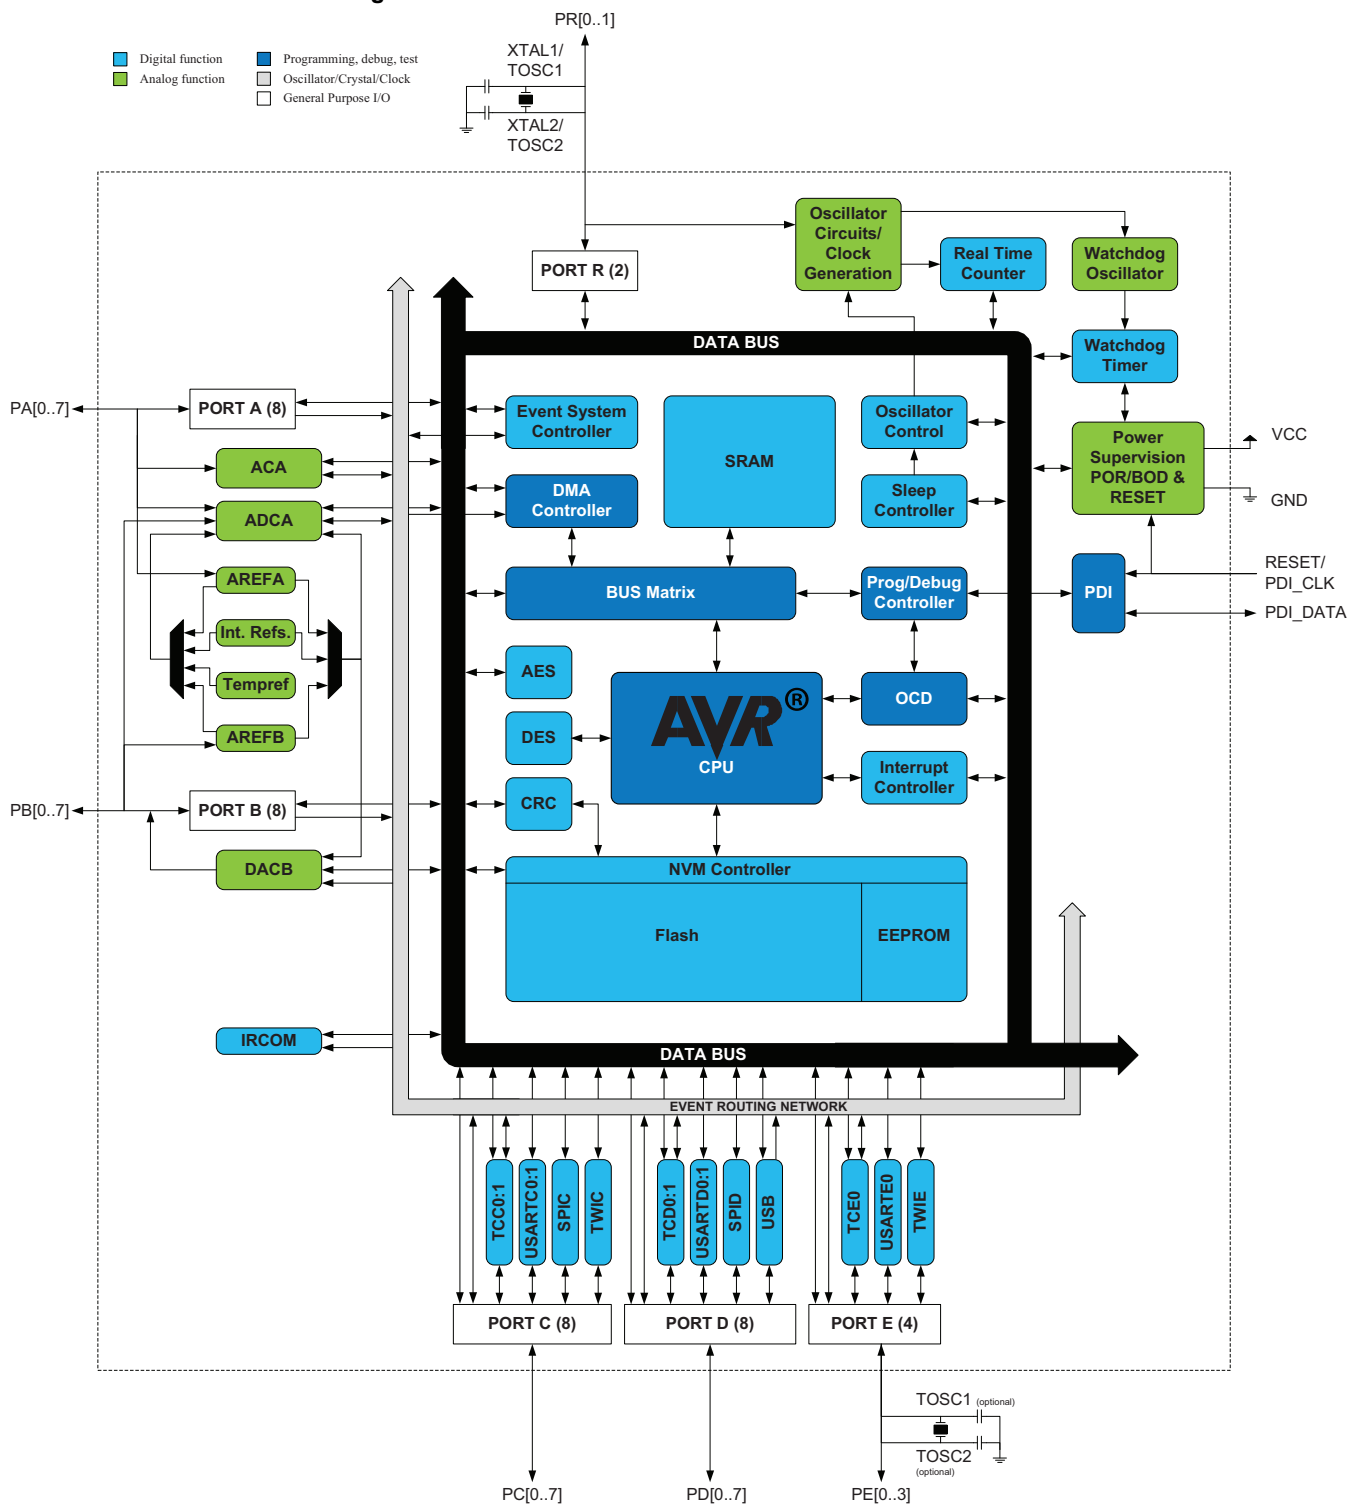 PR[0..1]
Digital function
Programming, debug, test
Analog function
Oscillator/Crystal/Clock
General Purpose I/O
XTAL1/
TOSC1
XTAL2/
TOSC2
PORT R (2)
Oscillator
Circuits/
Clock
Generation
Real Time
Counter
Watchdog
Oscillator
DATA BUS
Watchdog
Timer
PA[0..7]
PORT A (8)
Event System
Controller
SRAM
Oscillator
Control
Power
Supervision
POR/BOD &
RESET
VCC
GND
ACA
DMA
Controller
Sleep
Controller
ADCA
AREFA
BUS Matrix
Prog/Debug
Controller
PDI
RESET/
PDI_CLK
PDI_DATA
Int. Refs.
Tempref
AREFB
AES
DES
CRC
AVR®
CPU
OCD
Interrupt
Controller
PB[0..7]
PORT B (8)
DACB
NVM Controller
Flash
EEPROM
IRCOM
DATA BUS
EVENT ROUTING NETWORK
TCC0:1
USARTC0:1
SPIC
TWIC
TCD0:1
USARTD0:1
SPID
USB
TCE0
USARTE0
TWIE
PORT C (8)
PORT D (8)
PORT E (4)
TOSC1 (optional)
TOSC2
(optional)
PC[0..7]
PD[0..7]
PE[0..3]